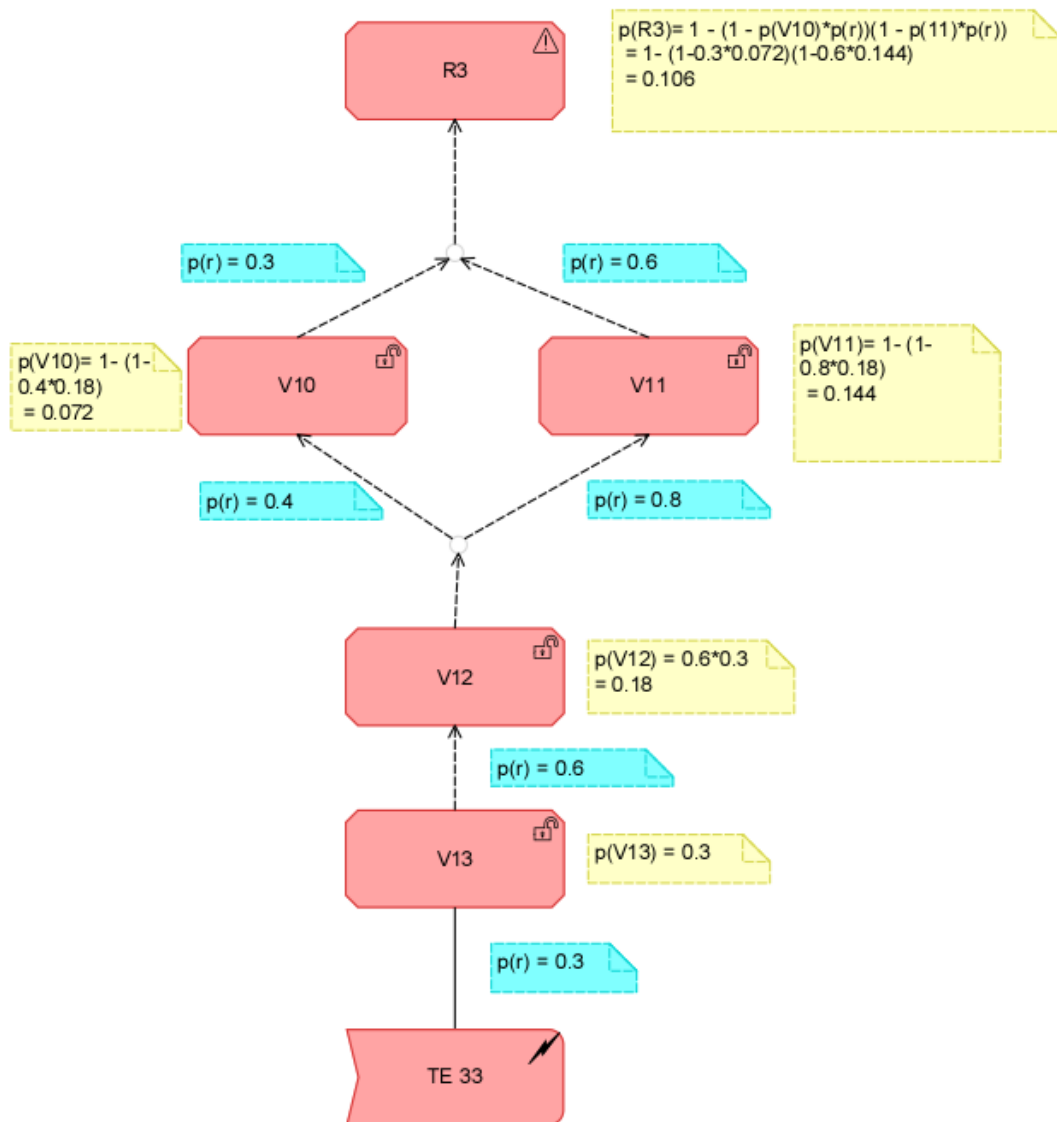 R3
p(R3)= 1 - (1 - p(V10)*p(r))(1 - p(11)*p(r))
= 1- (1-0.3*0.072)(1-0.6*0.144)
= 0.106
p(r) = 0.3
p(r) = 0.6
p(V10)= 1- (1-
0.4*0.18)
= 0.072
V10
V11
p(V11)= 1- (1-
0.8*0.18)
= 0.144
p(r) = 0.4
p(r) = 0.8
V12
p(V12) = 0.6*0.3
= 0.18
p(r) = 0.6
V13
p(V13) = 0.3
p(r) = 0.3
TE 33